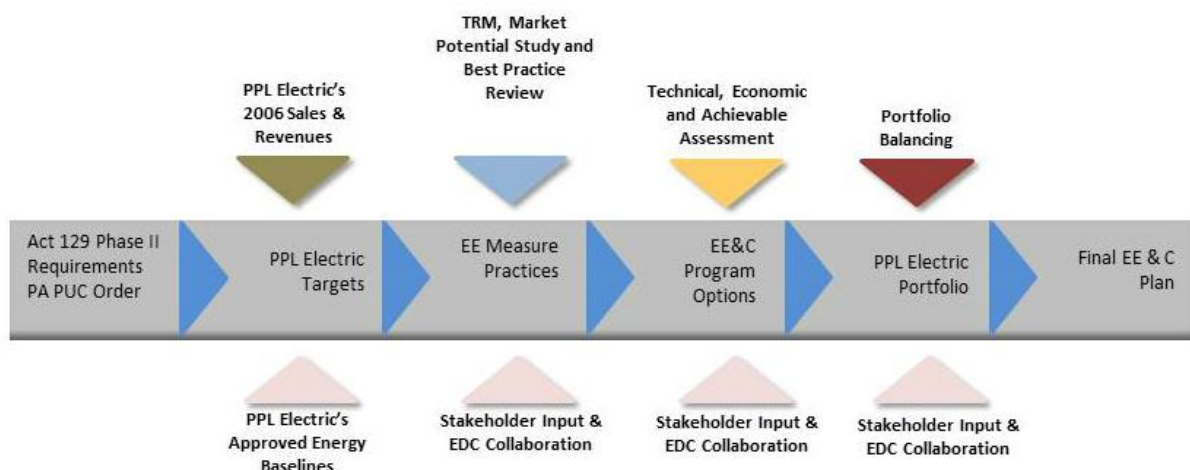 TRM, Market
Potential Study and
Best Practice
Review
PPL Electric's
2006 Sales &
Revenues
Technical, Economic
and Achievable
Assessment
Portfolio
Balancing
Act 129 Phase II
Requirements
PA PUC Order
PPL Electric
Targets
EE Measure
Practices
EE&C
Program
Options
PPL Electric
Portfolio
Final EE & C
Plan
PPL Electric's
Approved Energy
Baselines
Stakeholder Input &
EDC Collaboration
Stakeholder Input &
EDC Collaboration
Stakeholder Input &
EDC Collaboration